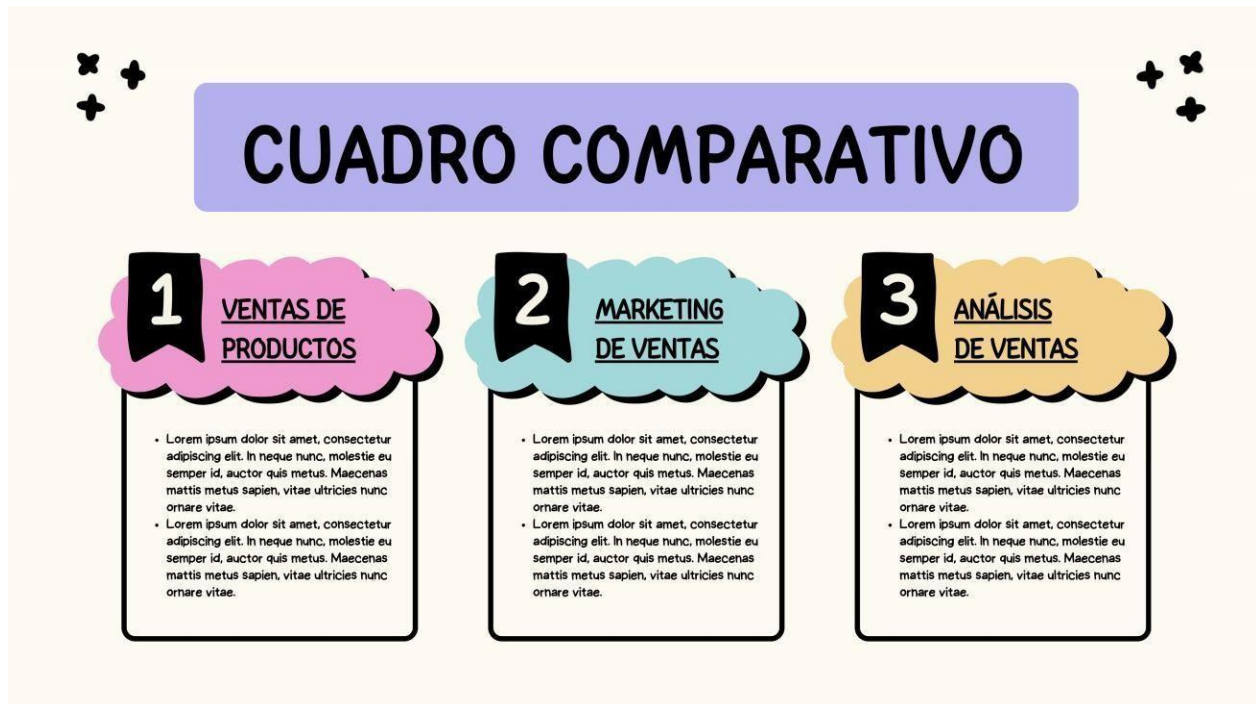 CUADRO COMPARATIVO
1
VENTAS DE
PRODUCTOS
• Lorem ipsum dolor sit amet, consectetur
adipiscing elit. In neque nunc, molestie eu
semper id, auctor quis metus. Maecenas
mattis metus sapien, vitae ultricies nunc
ornare vitae.
• Lorem ipsum dolor sit amet, consectetur
adipiscing elit. In neque nunc, molestie eu
semper id, auctor quis metus. Maecenas
mattis metus sapien, vitae ultricies nunc
ornare vitae.
2
MARKETING
DE VENTAS
• Lorem ipsum dolor sit amet, consectetur
adipiscing elit. In neque nunc, molestie eu
semper id, auctor quis metus. Maecenas
mattis metus sapien, vitae ultricies nunc
ornare vitae.
• Lorem ipsum dolor sit amet, consectetur
adipiscing elit. In neque nunc, molestie eu
semper id, auctor quis metus. Maecenas
mattis metus sapien, vitae ultricies nunc
ornare vitae.
3
ANÁLISIS
DE VENTAS
• Lorem ipsum dolor sit amet, consectetur
adipiscing elit. In neque nunc, molestie eu
semper id, auctor quis metus. Maecenas
mattis metus sapien, vitae ultricies nunc
ornare vitae.
• Lorem ipsum dolor sit amet, consectetur
adipiscing elit. In neque nunc, molestie eu
semper id, auctor quis metus. Maecenas
mattis metus sapien, vitae ultricies nunc
ornare vitae.